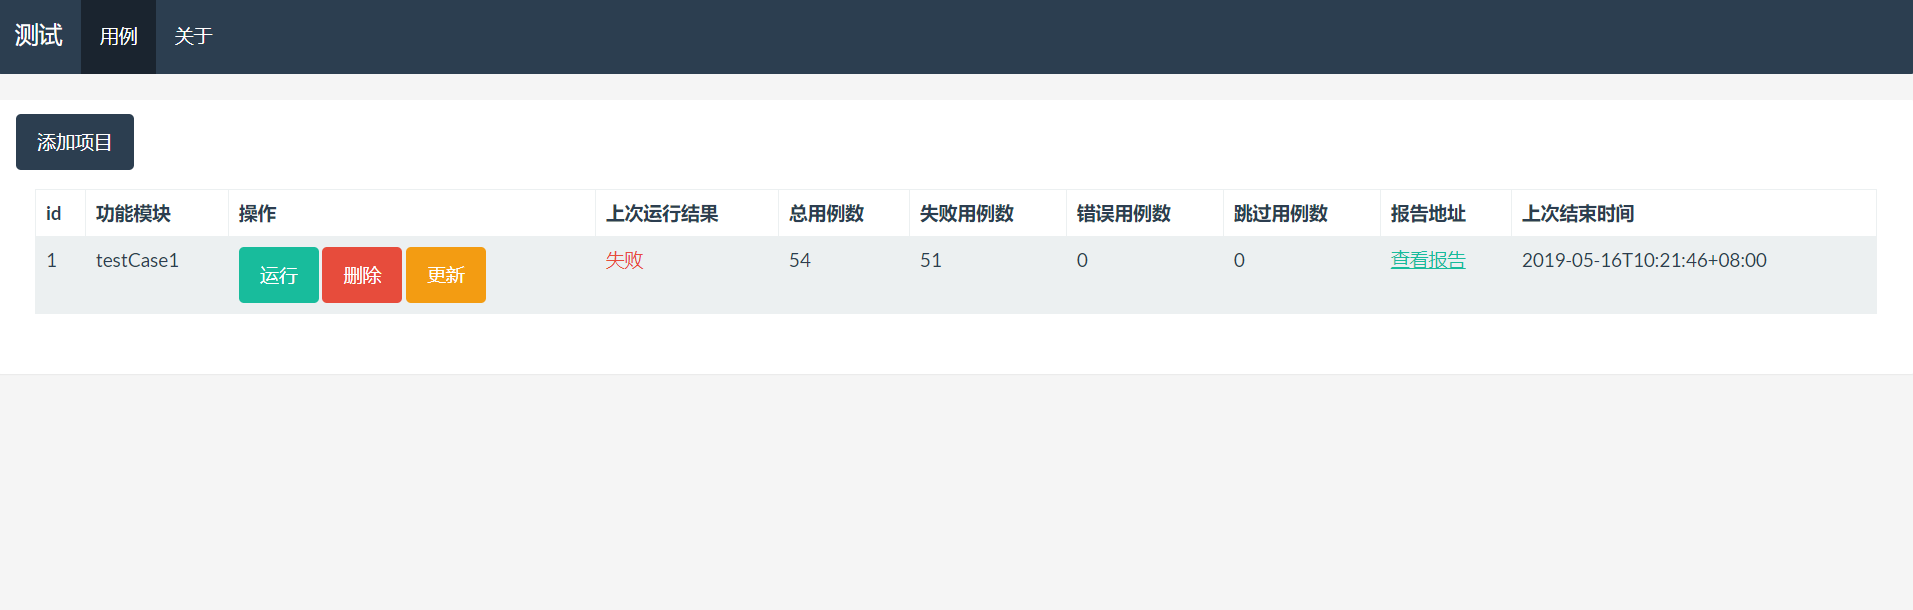 测试 用例 关于
添加项目
id 功能模块 操作 上次运行结果 总用例数 失败用例数 错误用例数 跳过用例数 报告地址 上次结束时间
1 testCase1 运行 删除 更新 失败 54 51 0 0 查看报告 2019-05-16T10:21:46+08:00